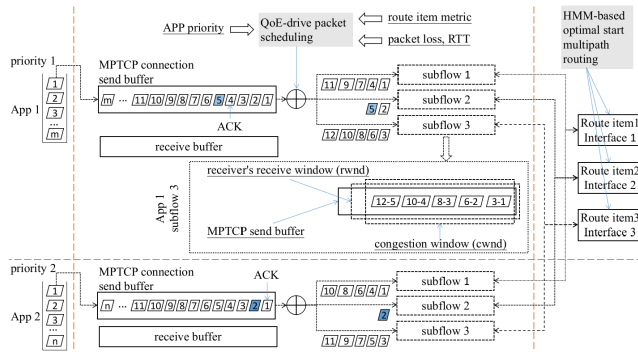 APP priority
QoE-drive packet
scheduling
route item metric
packet loss, RTT
HMM-based
optimal start
multipath
routing
priority 1
App 1
1
2
3
...
m
MPTCP connection
send buffer
m ... 11 10 9 8 7 6 5 4 3 2 1
ACK
receive buffer
11 9 7 4 1
5 2
12 10 8 6 3
subflow 1
subflow 2
subflow 3
Route item1
Interface 1
Route item2
Interface 2
Route item3
Interface 3
App 1
subflow 3
receiver's receive window (rwnd)
12-5 10-4 8-3 6-2 3-1
MPTCP send buffer
congestion window (cwnd)
priority 2
App 2
1
2
3
...
n
MPTCP connection
send buffer
ACK
n ... 11 10 9 8 7 6 5 4 3 2 1
receive buffer
10 8 6 4 1
2
11 9 7 5 3
subflow 1
subflow 2
subflow 3